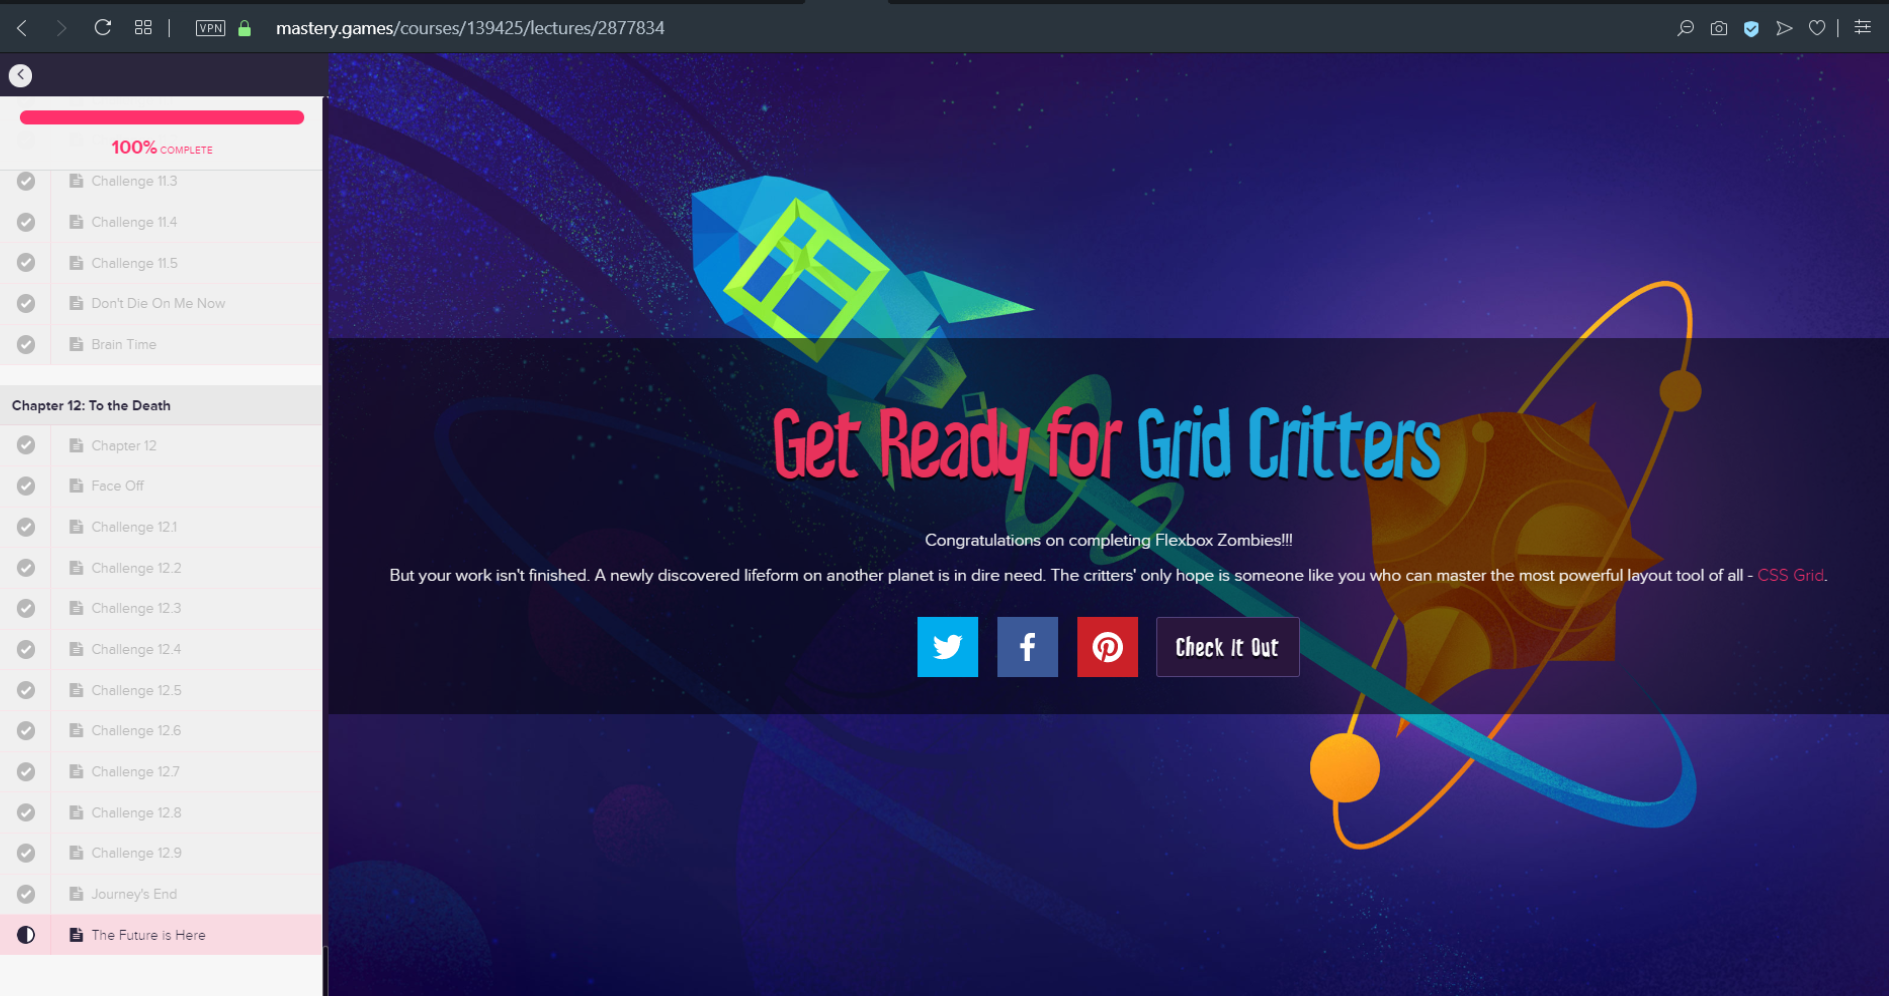 VPN
mastery.games/courses/139425/lectures/2877834
100% COMPLETE
Challenge 11.3
Challenge 11.4
Challenge 11.5
Don't Die On Me Now
Brain Time
Chapter 12: To the Death
Chapter 12
Face Off
Challenge 12.1
Challenge 12.2
Challenge 12.3
Challenge 12.4
Challenge 12.5
Challenge 12.6
Challenge 12.7
Challenge 12.8
Challenge 12.9
Journey's End
The Future is Here
Get Ready for Grid Critters
Congratulations on completing Flexbox Zombies!!!
But your work isn't finished. A newly discovered lifeform on another planet is in dire need. The critters' only hope is someone like you who can master the most powerful layout tool of all - CSS Grid.
Check It Out